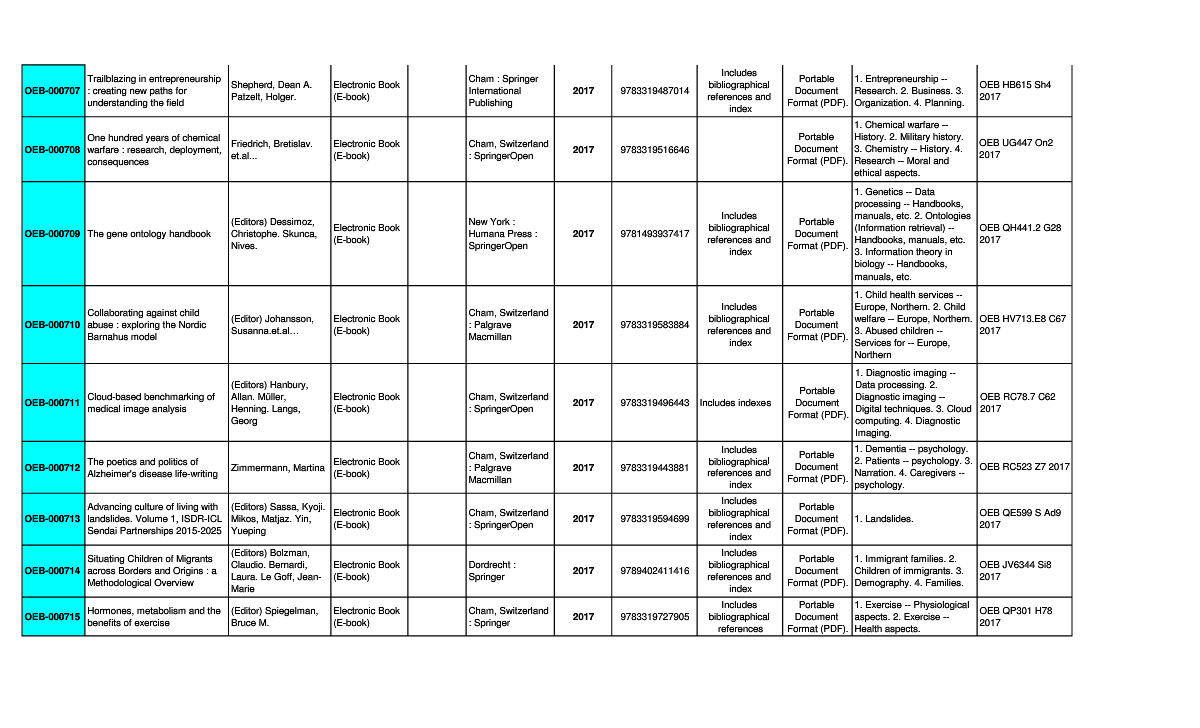 OEB-000707
Trailblazing in entrepreneurship
: creating new paths for
understanding the field
Shepherd, Dean A.
Patzelt, Holger.
Electronic Book
(E-book)
Cham : Springer
International
Publishing
2017
9783319487014
Includes
bibliographical
references and
index
Portable
Document
Format (PDF).
1. Entrepreneurship --
Research. 2. Business. 3.
Organization. 4. Planning.
OEB HB615 Sh4
2017
OEB-000708
One hundred years of chemical
warfare : research, deployment,
consequences
Friedrich, Bretislav.
et.al...
Electronic Book
(E-book)
Cham, Switzerland
: SpringerOpen
2017
9783319516646
Portable
Document
Format (PDF).
1. Chemical warfare --
History. 2. Military history.
3. Chemistry -- History. 4.
Research -- Moral and
ethical aspects.
OEB UG447 On2
2017
OEB-000709
The gene ontology handbook
(Editors) Dessimoz,
Christophe. Skunca,
Nives.
Electronic Book
(E-book)
New York :
Humana Press :
SpringerOpen
2017
9781493937417
Includes
bibliographical
references and
index
Portable
Document
Format (PDF).
1. Genetics -- Data
processing -- Handbooks,
manuals, etc. 2. Ontologies
(Information retrieval) --
Handbooks, manuals, etc.
3. Information theory in
biology -- Handbooks,
manuals, etc.
OEB QH441.2 G28
2017
OEB-000710
Collaborating against child
abuse : exploring the Nordic
Barnahus model
(Editor) Johansson,
Susanna.et.al...
Electronic Book
(E-book)
Cham, Switzerland
: Palgrave
Macmillan
2017
9783319583884
Includes
bibliographical
references and
index
Portable
Document
Format (PDF).
1. Child health services --
Europe, Northern. 2. Child
welfare -- Europe, Northern.
3. Abused children --
Services for -- Europe,
Northern
OEB HV713.E8 C67
2017
OEB-000711
Cloud-based benchmarking of
medical image analysis
(Editors) Hanbury,
Allan. Müller,
Henning. Langs,
Georg
Electronic Book
(E-book)
Cham, Switzerland
: SpringerOpen
2017
9783319496443
Includes indexes
Portable
Document
Format (PDF).
1. Diagnostic imaging --
Data processing. 2.
Diagnostic imaging --
Digital techniques. 3. Cloud
computing. 4. Diagnostic
Imaging.
OEB RC78.7 C62
2017
OEB-000712
The poetics and politics of
Alzheimer's disease life-writing
Zimmermann, Martina
Electronic Book
(E-book)
Cham, Switzerland
: Palgrave
Macmillan
2017
9783319443881
Includes
bibliographical
references and
index
Portable
Document
Format (PDF).
1. Dementia -- psychology.
2. Patients -- psychology. 3.
Narration. 4. Caregivers --
psychology.
OEB RC523 Z7 2017
OEB-000713
Advancing culture of living with
landslides. Volume 1, ISDR-ICL
Sendai Partnerships 2015-2025
(Editors) Sassa, Kyoji.
Mikos, Matjaz. Yin,
Yueping
Electronic Book
(E-book)
Cham, Switzerland
: SpringerOpen
2017
9783319594699
Includes
bibliographical
references and
index
Portable
Document
Format (PDF).
1. Landslides.
OEB QE599 S Ad9
2017
OEB-000714
Situating Children of Migrants
across Borders and Origins : a
Methodological Overview
(Editors) Bolzman,
Claudio. Bernardi,
Laura. Le Goff, Jean-
Marie
Electronic Book
(E-book)
Dordrecht :
Springer
2017
9789402411416
Includes
bibliographical
references and
index
Portable
Document
Format (PDF).
1. Immigrant families. 2.
Children of immigrants. 3.
Demography. 4. Families.
OEB JV6344 Si8
2017
OEB-000715
Hormones, metabolism and the
benefits of exercise
(Editor) Spiegelman,
Bruce M.
Electronic Book
(E-book)
Cham, Switzerland
: Springer
2017
9783319727905
Includes
bibliographical
references
Portable
Document
Format (PDF).
1. Exercise -- Physiological
aspects. 2. Exercise --
Health aspects.
OEB QP301 H78
2017